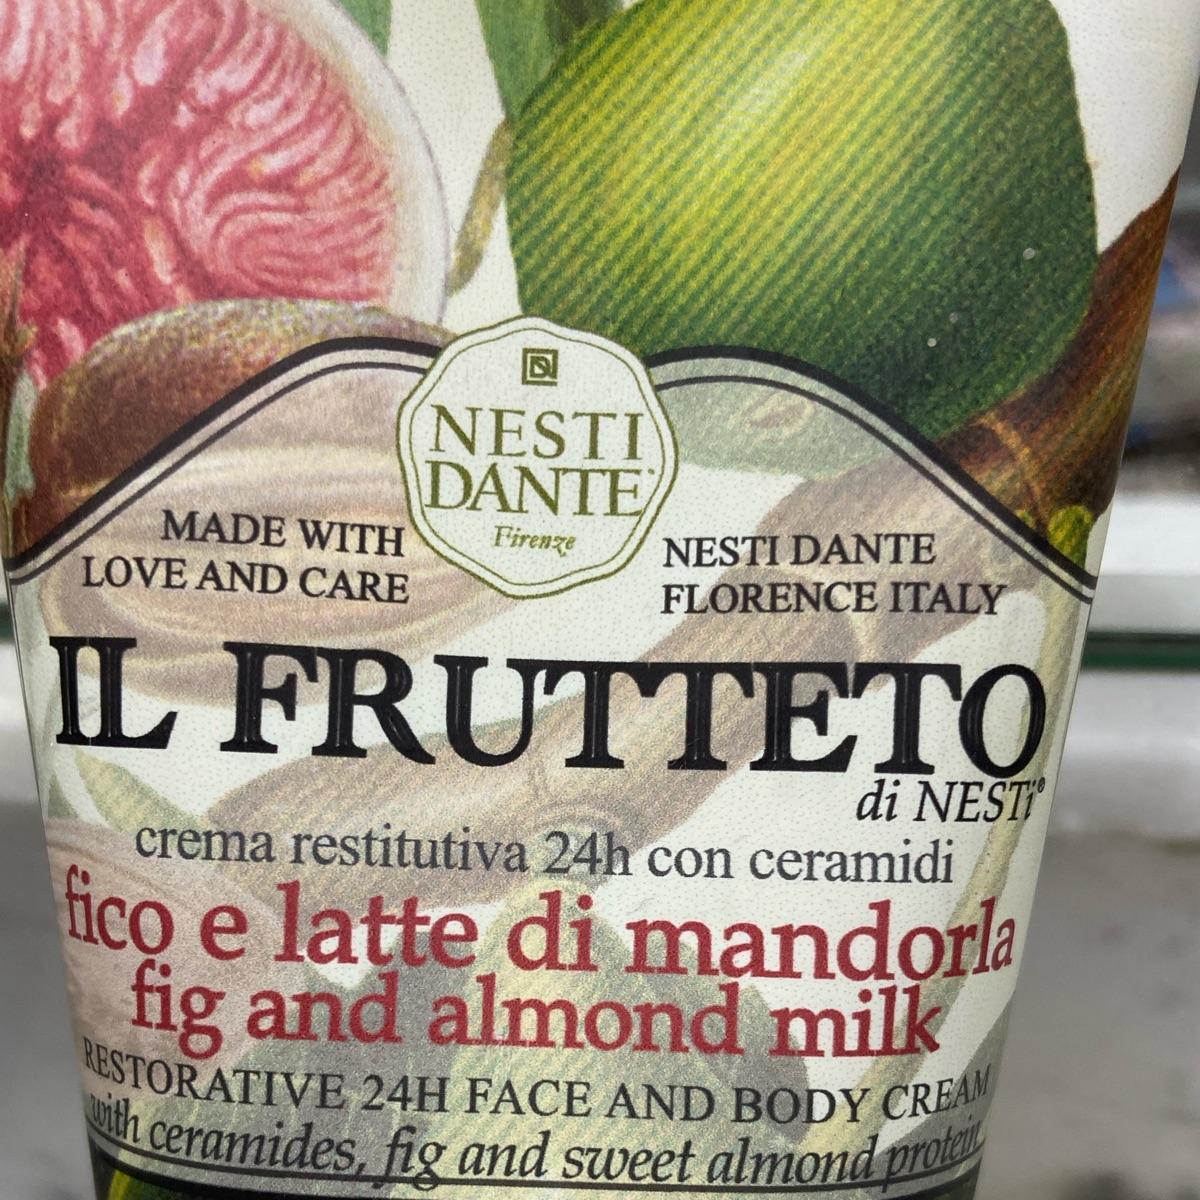 NESTI
DANTE
Firenze
MADE WITH
LOVE AND CARE
NESTI DANTE
FLORENCE ITALY
IL FRUTTETO
di NESTi®
crema restitutiva 24h con ceramidi
fico e latte di mandorla
fig and almond milk
RESTORATIVE 24H FACE AND BODY CREAM
with ceramides, fig and sweet almond protein